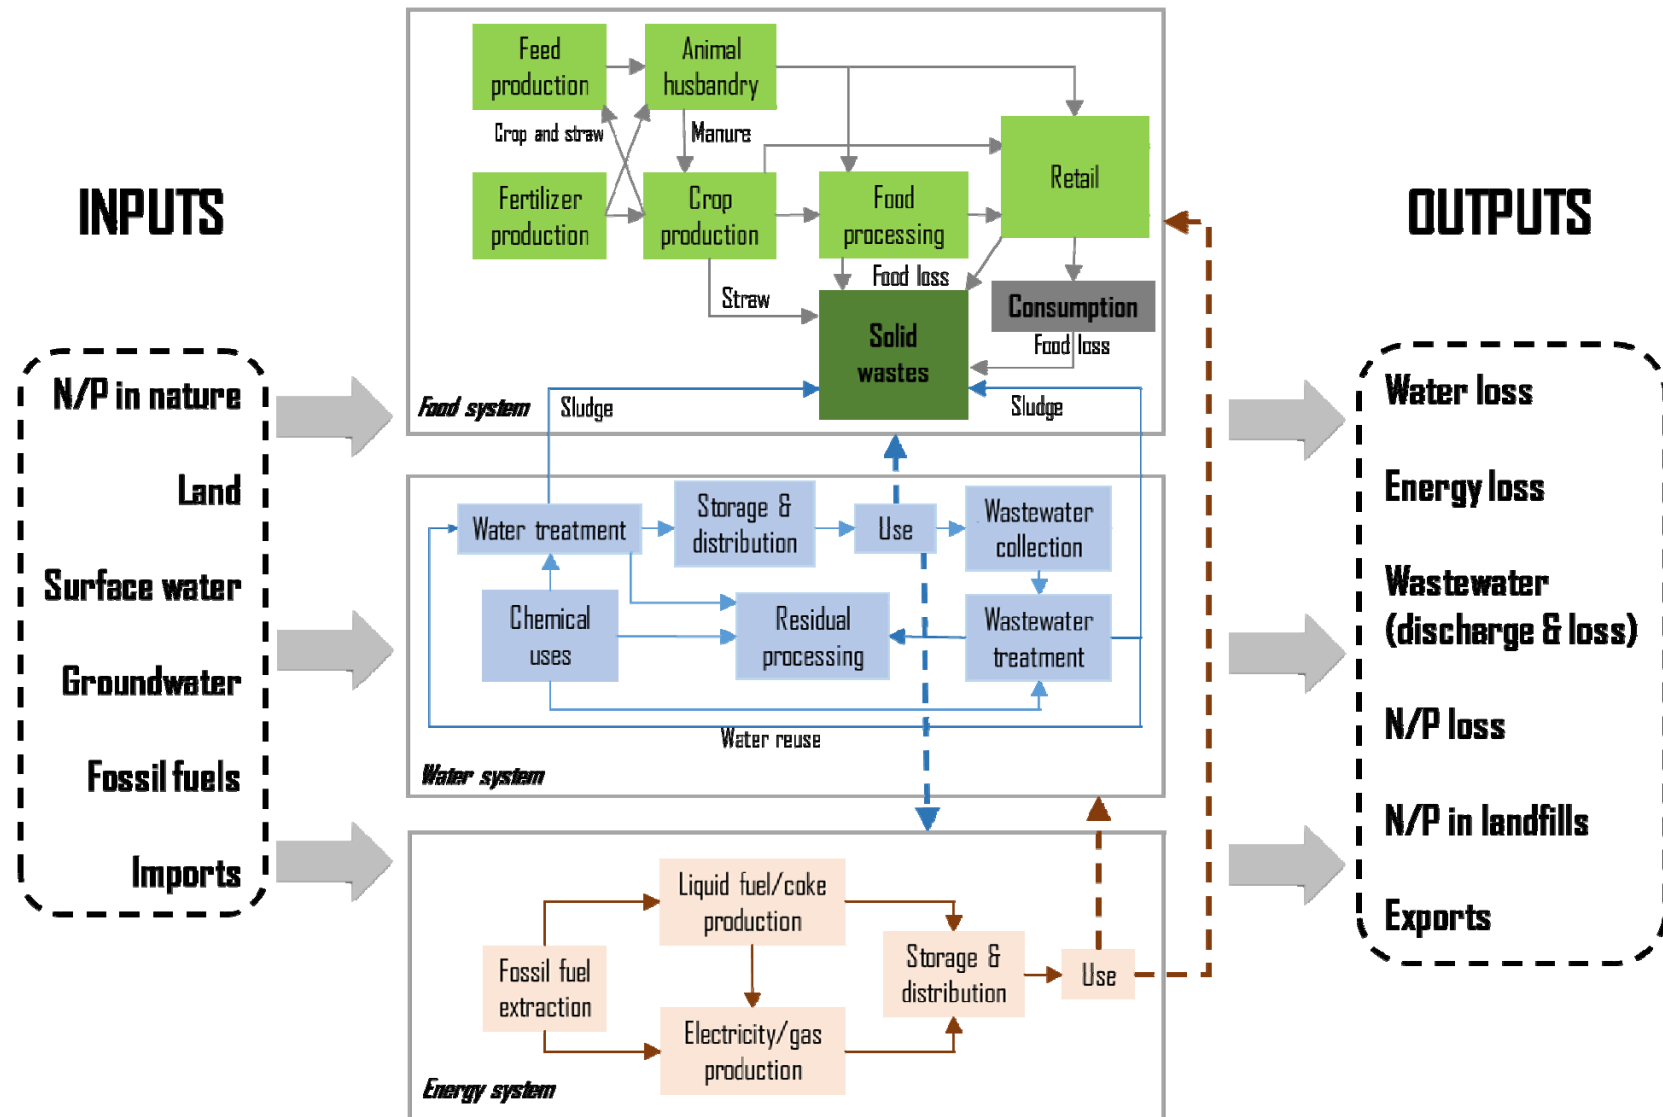 INPUTS
N/P in nature
Land
Surface water
Groundwater
Fossil fuels
Imports
Feed
production
Animal
husbandry
Crop and straw
Manure
Fertilizer
production
Crop
production
Food
processing
Retail
Straw
Food loss
Solid
wastes
Consumption
Food loss
Food system
Sludge
Sludge
Water treatment
Storage &
distribution
Use
Wastewater
collection
Chemical
uses
Residual
processing
Wastewater
treatment
Water reuse
Water system
Liquid fuel/coke
production
Fossil fuel
extraction
Storage &
distribution
Use
Electricity/gas
production
Energy system
OUTPUTS
Water loss
Energy loss
Wastewater
(discharge & loss)
N/P loss
N/P in landfills
Exports